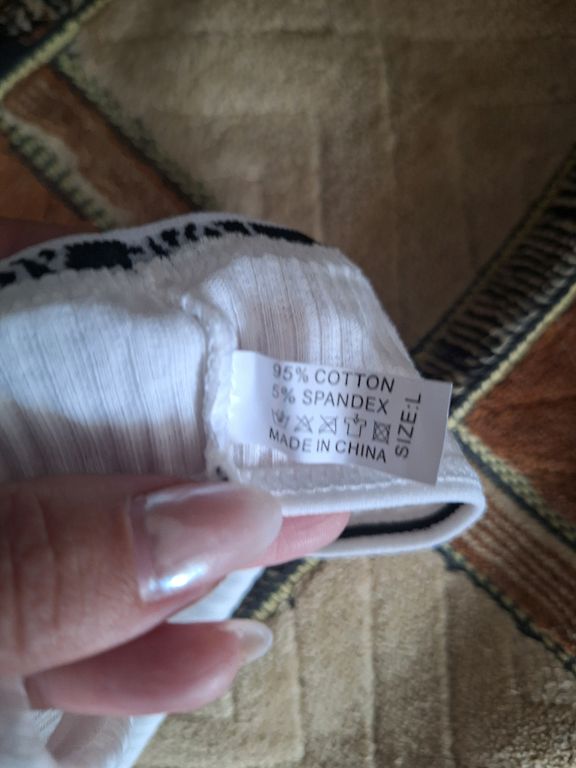 95% COTTON
5% SPANDEX
MADE IN CHINA
SIZE:L